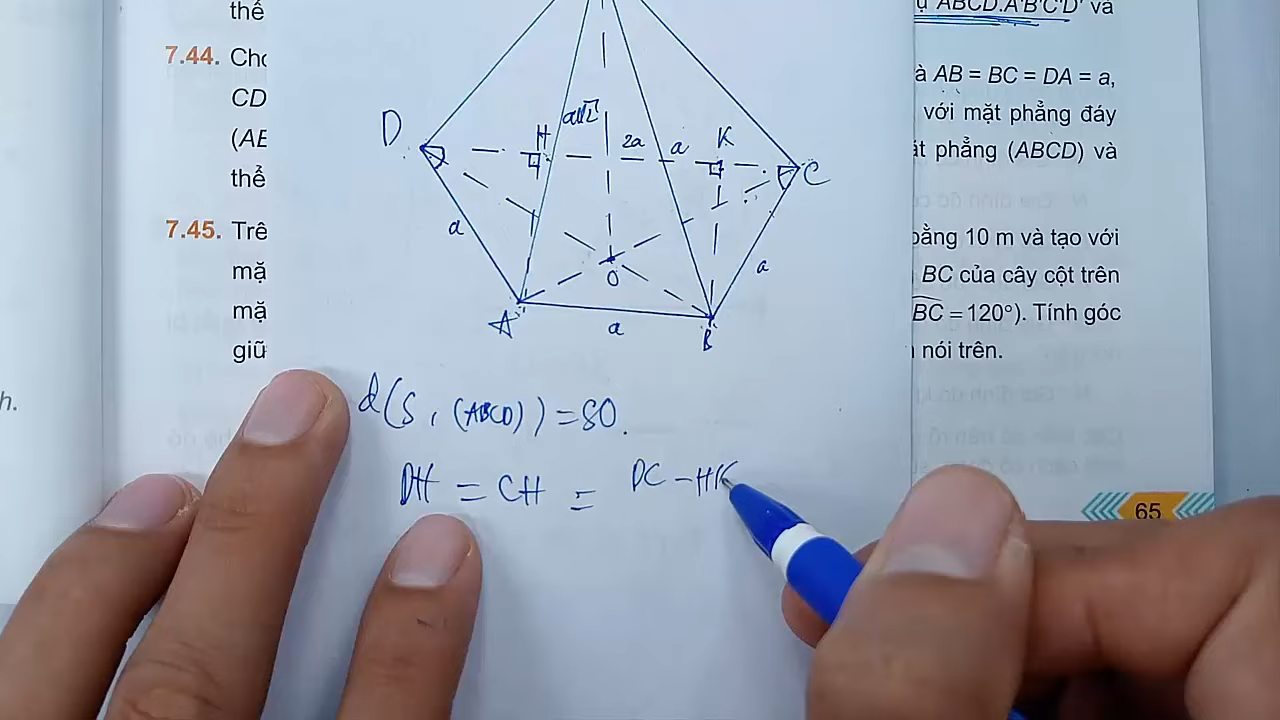 thể
ụ ABCD.A'B'C'D' và
7.44. Chọ
à AB = BC = DA = a,
CD
với mặt phẳng đáy
(AE
ặt phẳng (ABCD) và
thể
7.45. Trê
bằng 10 m và tạo với
mặ
BC của cây cột trên
mặ
BC = 120°). Tính góc
giữ
nói trên.
h.
D
H
a√2
2a
a
K
C
a
O
a
A
a
B
d(S, (ABCD)) = SO.
DH = CH = DC - HK
65